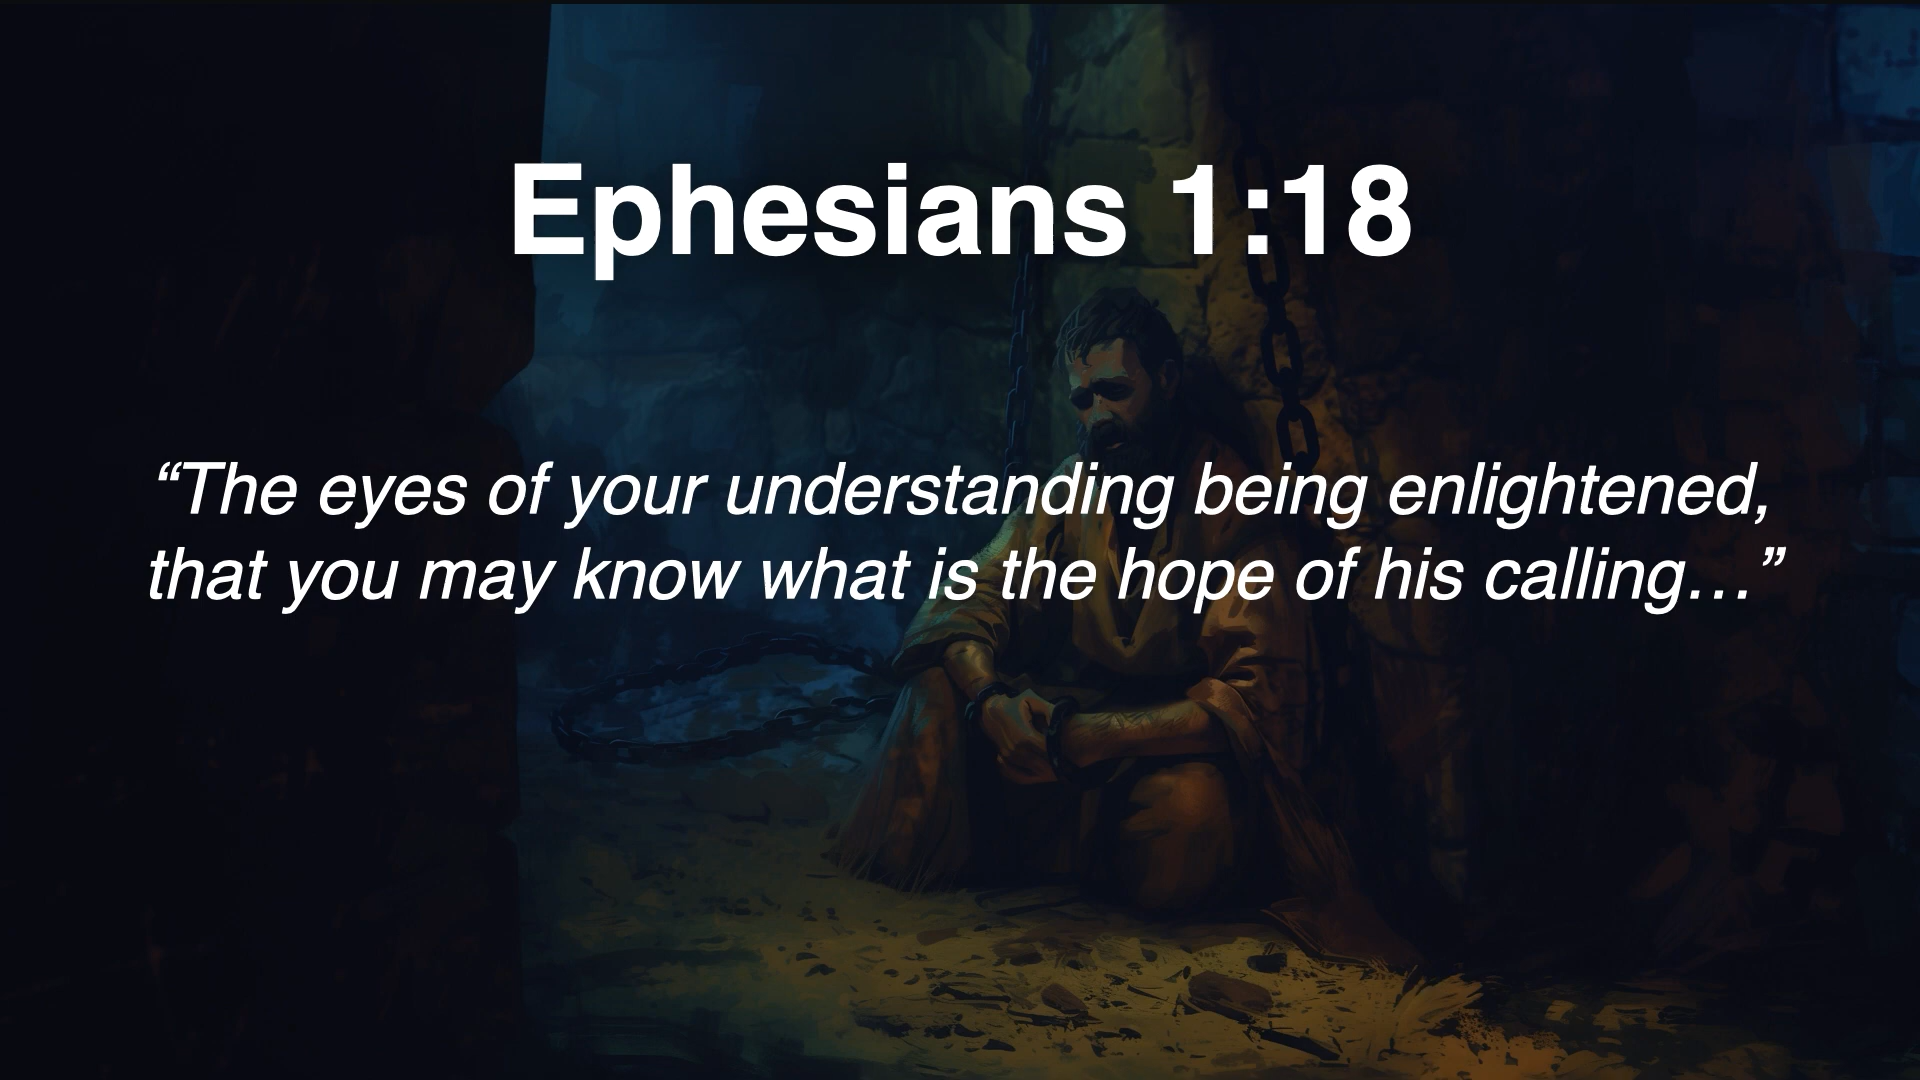 Ephesians 1:18
“The eyes of your understanding being enlightened,
that you may know what is the hope of his calling…”